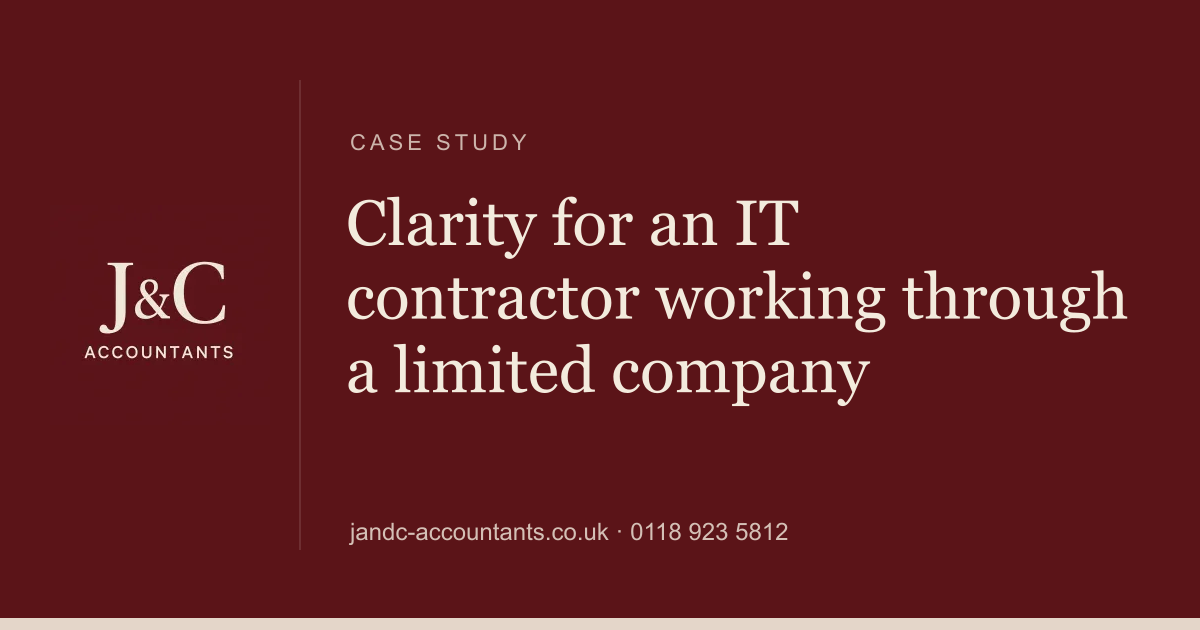 J&C
ACCOUNTANTS
CASE STUDY
Clarity for an IT
contractor working through
a limited company
jandc-accountants.co.uk · 0118 923 5812